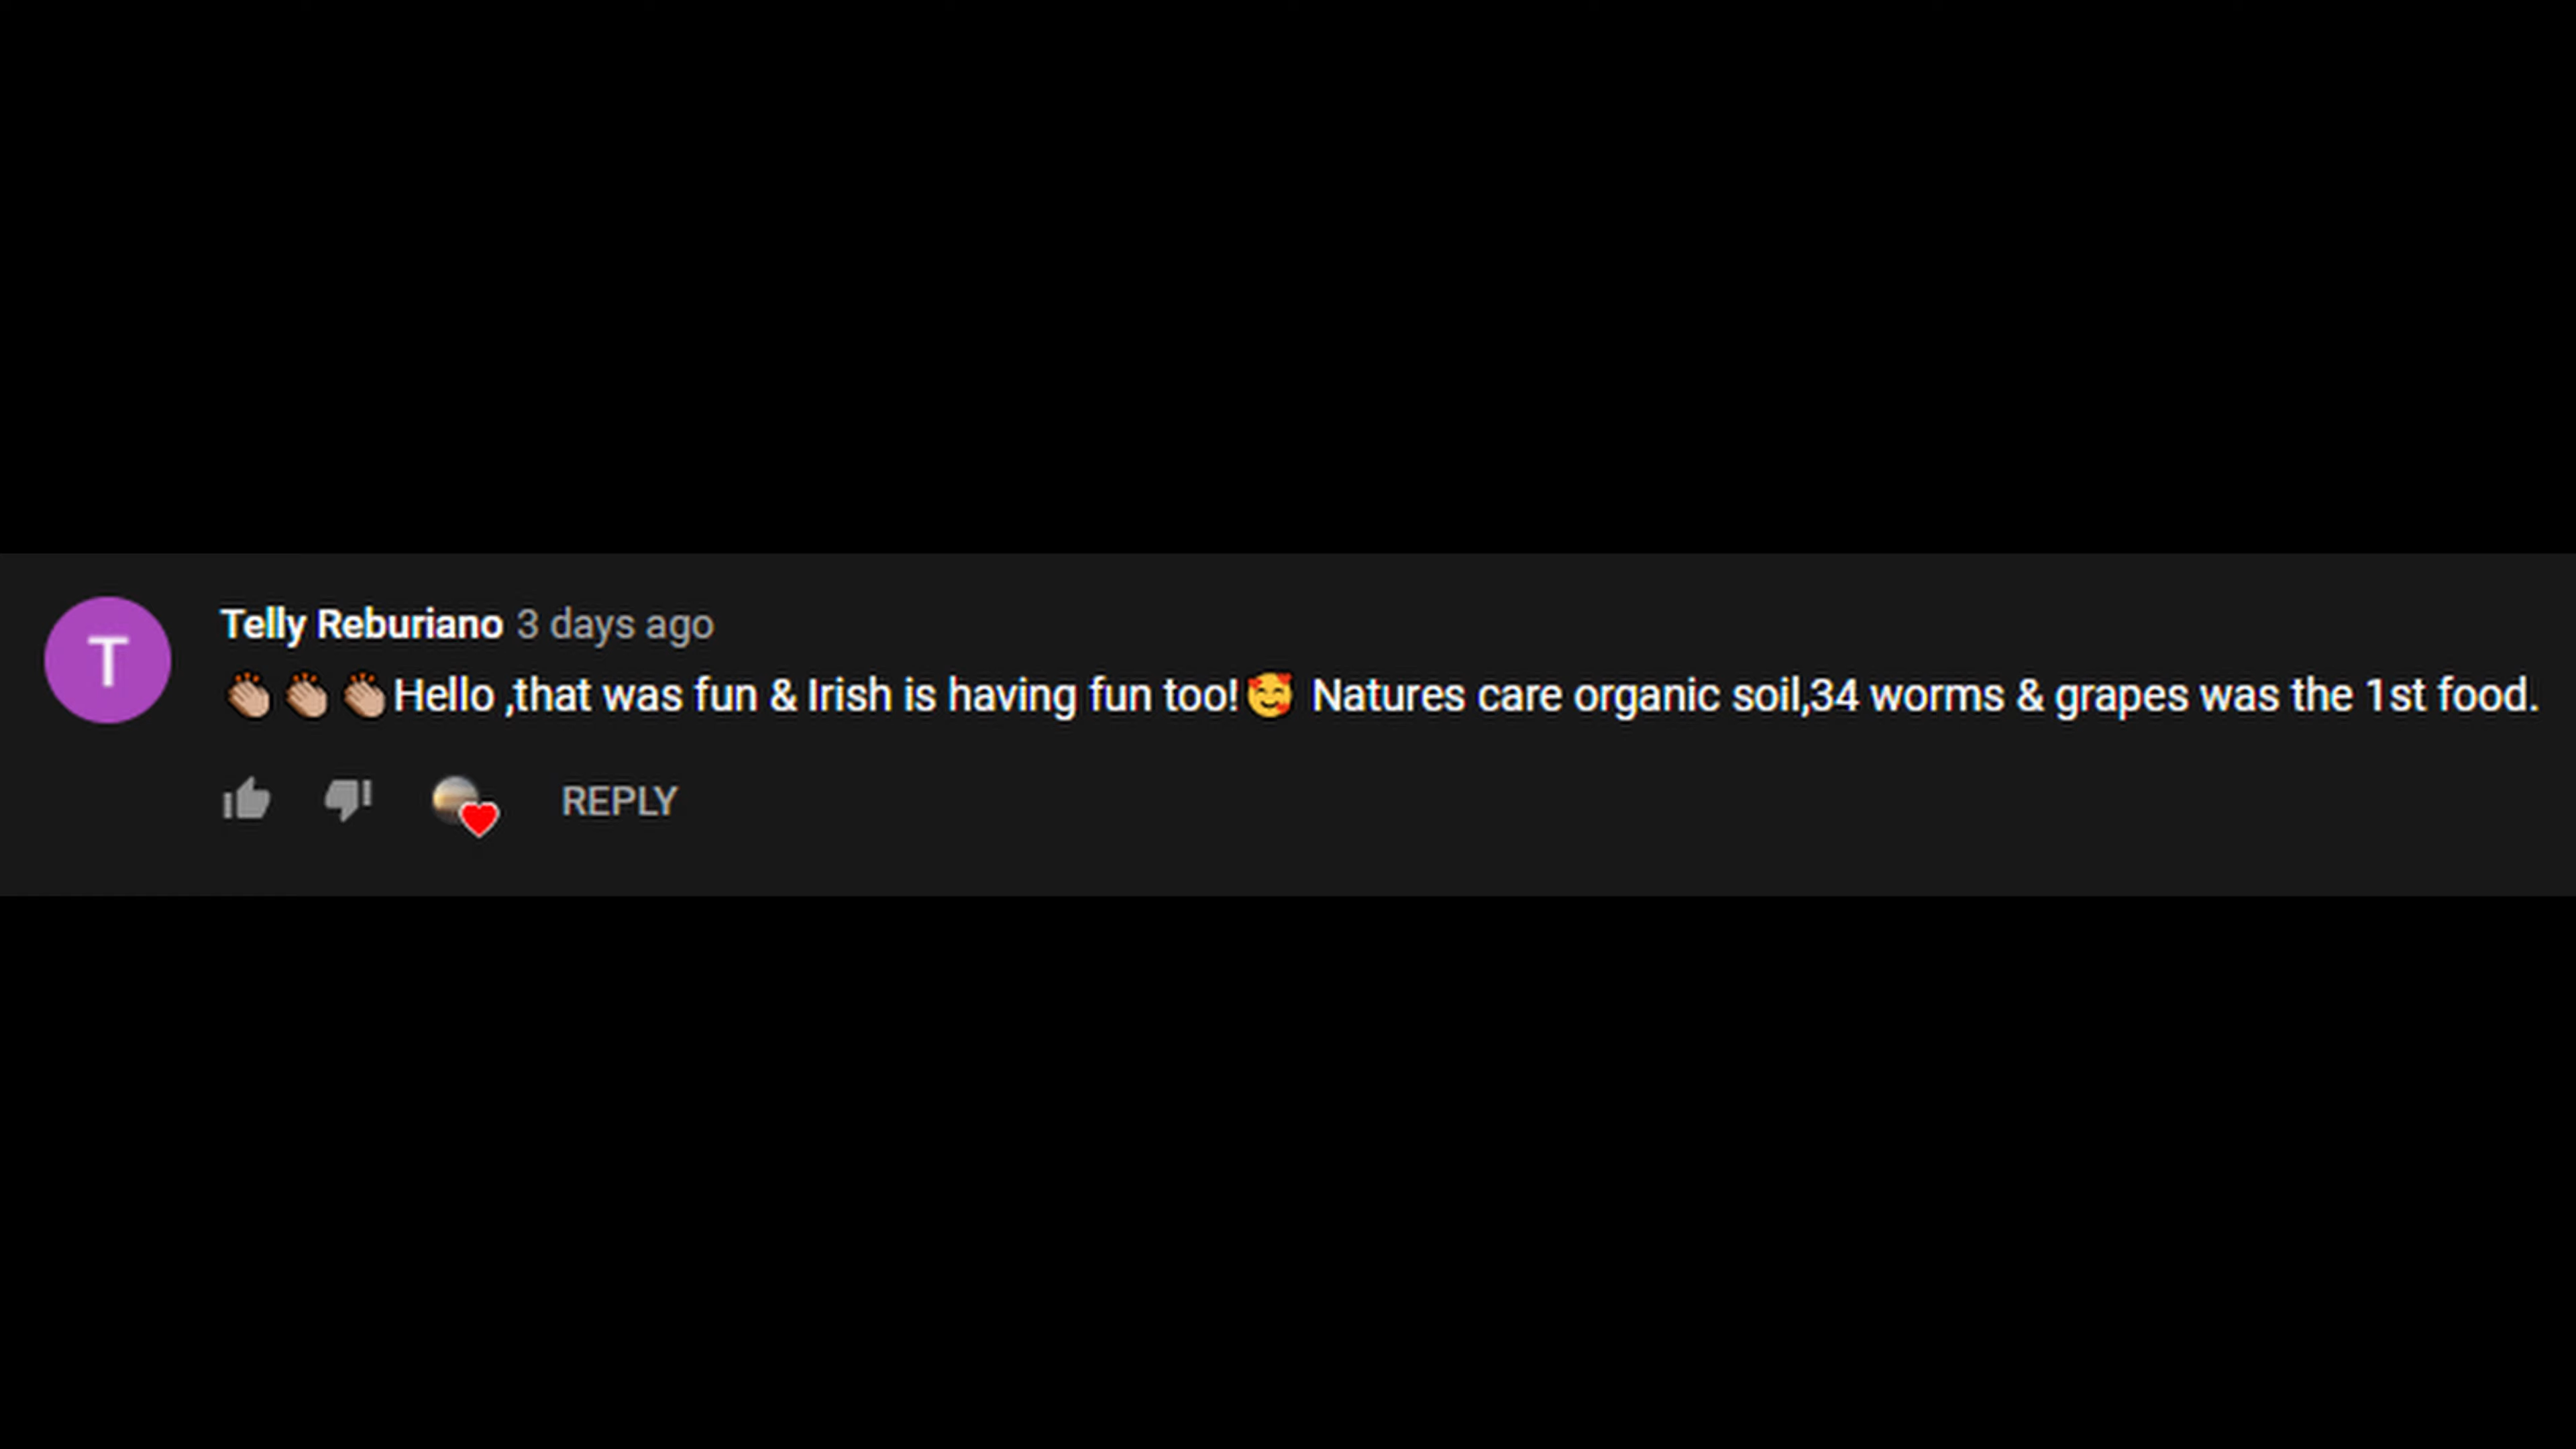 T
Telly Reburiano 3 days ago
👏🏼👏🏼👏🏼Hello ,that was fun & Irish is having fun too!🥰 Natures care organic soil,34 worms & grapes was the 1st food.
REPLY